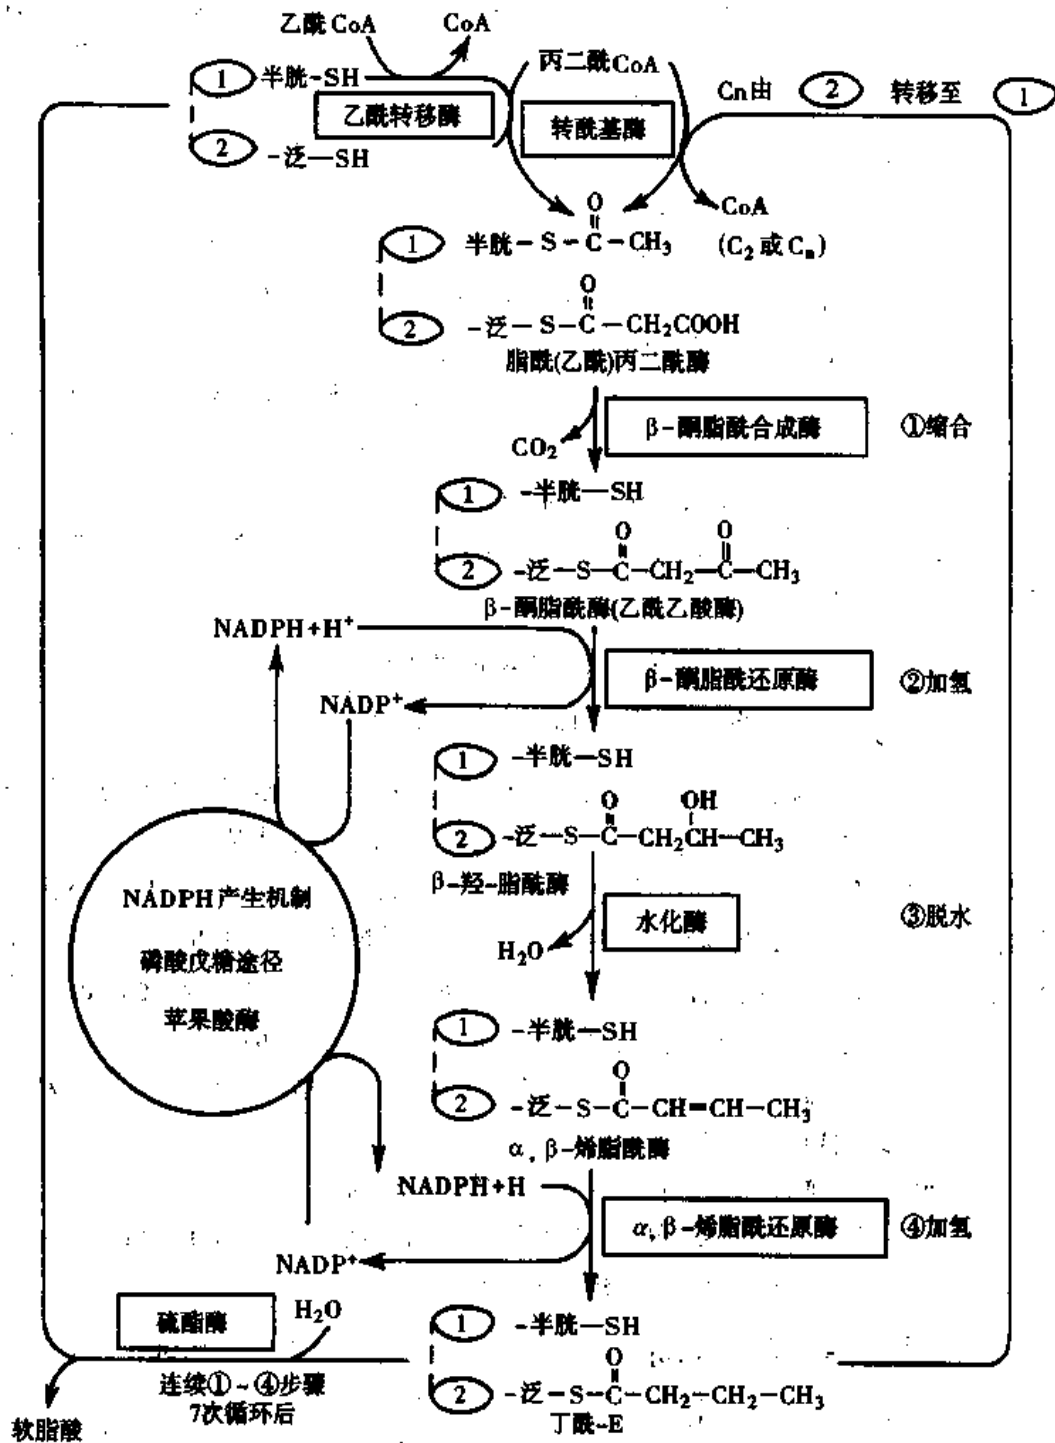 乙酰CoA CoA
① 半胱-SH
丙二酰CoA
Cn由 ② 转移至 ①
乙酰转移酶
转酰基酶
② -泛-SH
CoA
(C2或Cn)
O
① 半胱-S-C-CH3
O
② -泛-S-C-CH2COOH
脂酰(乙酰)丙二酰酶
CO2
β-酮脂酰合成酶
①缩合
① -半胱-SH
O O
② -泛-S-C-CH2-C-CH3
β-酮脂酰酶(乙酰乙酸酶)
NADPH+H+
β-酮脂酰还原酶
②加氢
NADP+
① -半胱-SH
O OH
② -泛-S-C-CH2CH-CH3
β-羟-脂酰酶
NADPH产生机制
磷酸戊糖途径
苹果酸酶
H2O
水化酶
③脱水
① -半胱-SH
O
② -泛-S-C-CH=CH-CH3
α,β-烯脂酰酶
NADPH+H
α,β-烯脂酰还原酶
④加氢
NADP+
硫酯酶
H2O
① -半胱-SH
O
② -泛-S-C-CH2-CH2-CH3
丁酰-E
连续①~④步骤
7次循环后
软脂酸